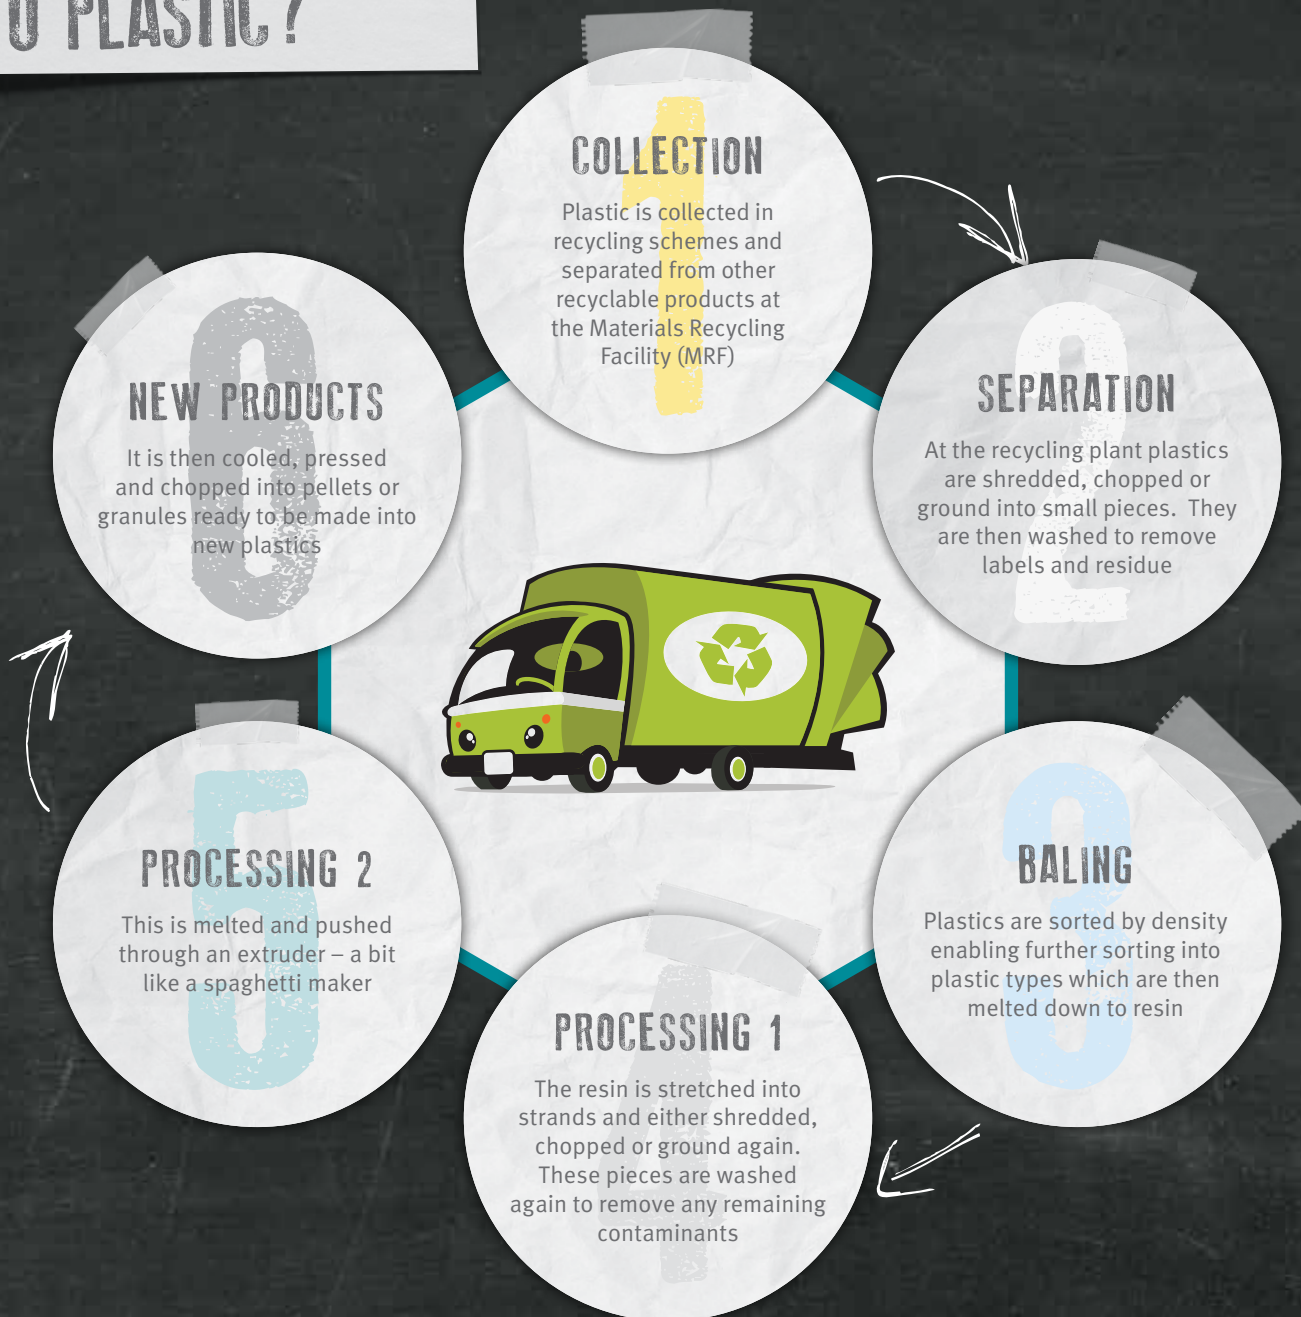 O PLASTIC?
1
COLLECTION
Plastic is collected in
recycling schemes and
separated from other
recyclable products at
the Materials Recycling
Facility (MRF)
2
SEPARATION
At the recycling plant plastics
are shredded, chopped or
ground into small pieces.  They
are then washed to remove
labels and residue
3
BALING
Plastics are sorted by density
enabling further sorting into
plastic types which are then
melted down to resin
4
PROCESSING 1
The resin is stretched into
strands and either shredded,
chopped or ground again.
These pieces are washed
again to remove any remaining
contaminants
5
PROCESSING 2
This is melted and pushed
through an extruder – a bit
like a spaghetti maker
6
NEW PRODUCTS
It is then cooled, pressed
and chopped into pellets or
granules ready to be made into
new plastics